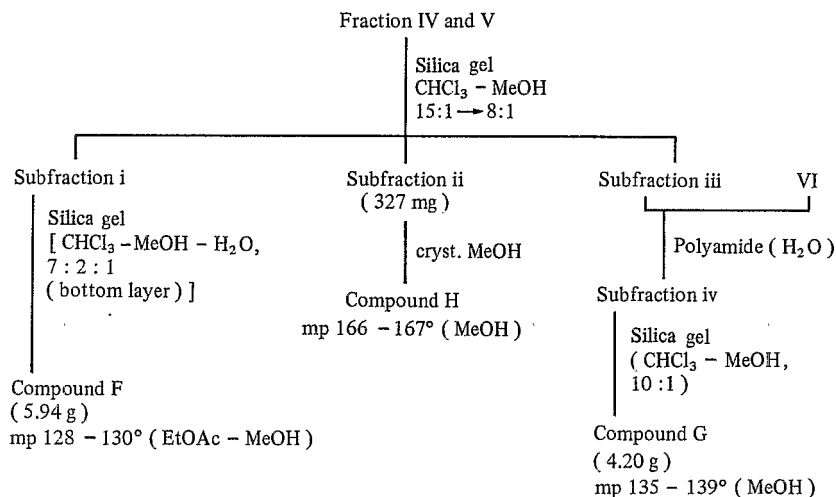 Fraction IV and V
Silica gel
CHCl₃ – MeOH
15:1 → 8:1
Subfraction i
Silica gel
[ CHCl₃ – MeOH – H₂O,
7 : 2 : 1
( bottom layer ) ]
Compound F
( 5.94 g )
mp 128 – 130° ( EtOAc – MeOH )
Subfraction ii
( 327 mg )
cryst. MeOH
Compound H
mp 166 – 167° ( MeOH )
Subfraction iii
VI
Polyamide ( H₂O )
Subfraction iv
Silica gel
( CHCl₃ – MeOH,
10 : 1 )
Compound G
( 4.20 g )
mp 135 – 139° ( MeOH )